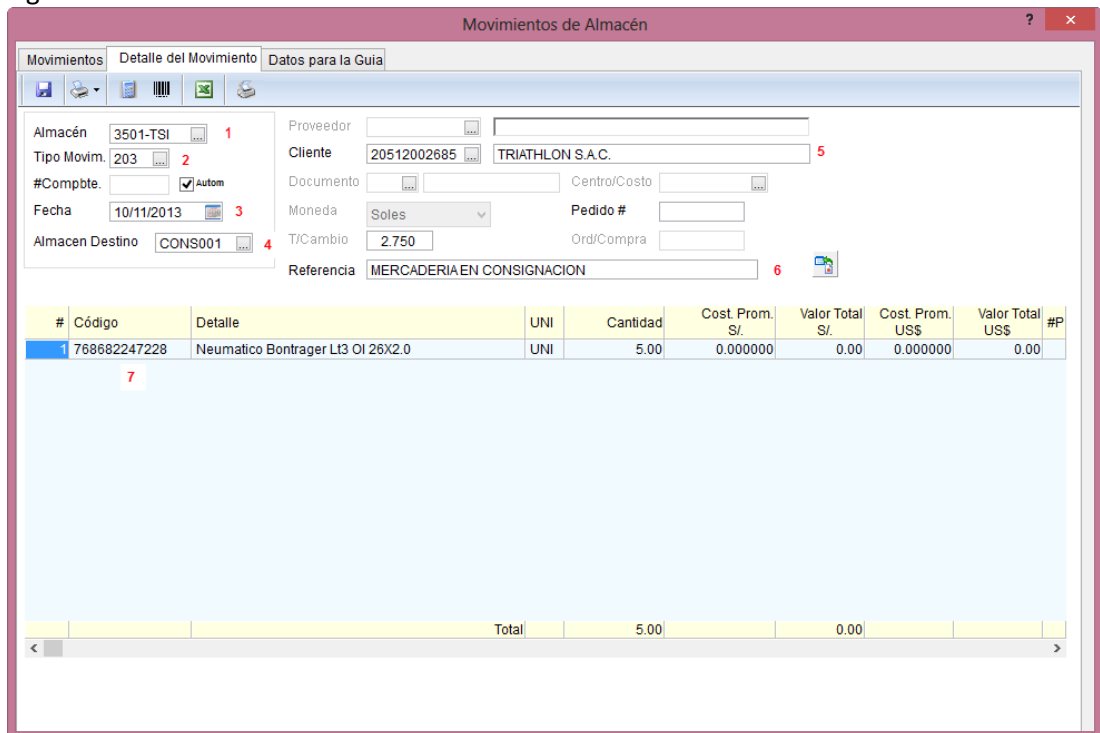 Movimientos de Almacén
? ×
Movimientos Detalle del Movimiento Datos para la Guia
Almacén 3501-TSI ... 1
Tipo Movim. 203 ... 2
#Compbte. Autom
Fecha 10/11/2013 3
Almacen Destino CONS001 ... 4
Proveedor ...
Cliente 20512002685 ... TRIATHLON S.A.C. 5
Documento ... Centro/Costo ...
Moneda Soles Pedido #
T/Cambio 2.750 Ord/Compra
Referencia MERCADERIA EN CONSIGNACION 6
# Código Detalle UNI Cantidad Cost. Prom. S/. Valor Total S/. Cost. Prom. US$ Valor Total US$ #P
1 768682247228 Neumatico Bontrager Lt3 Ol 26X2.0 UNI 5.00 0.000000 0.00 0.000000 0.00
7
Total 5.00 0.00